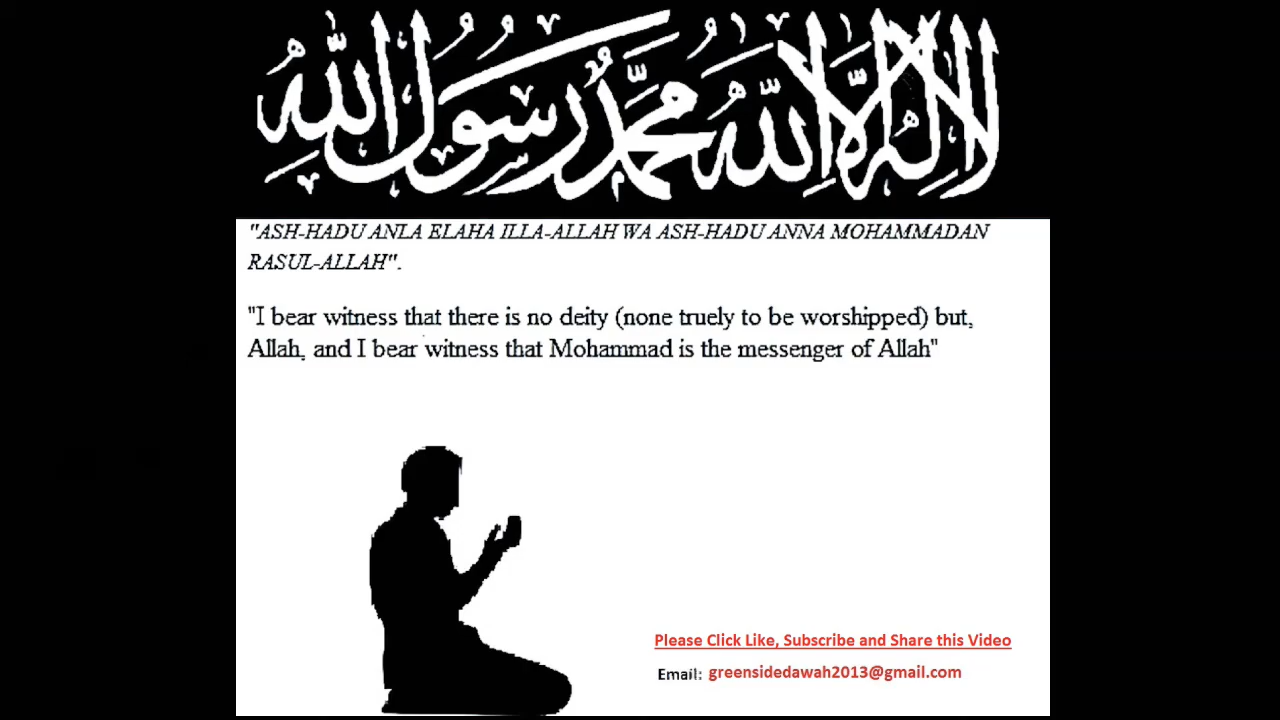 لا إله إلا الله محمد رسول الله
"ASH-HADU ANLA ELAHA ILLA-ALLAH WA ASH-HADU ANNA MOHAMMADAN
RASUL-ALLAH".
"I bear witness that there is no deity (none truely to be worshipped) but,
Allah, and I bear witness that Mohammad is the messenger of Allah"
Please Click Like, Subscribe and Share this Video
Email: greensidedawah2013@gmail.com